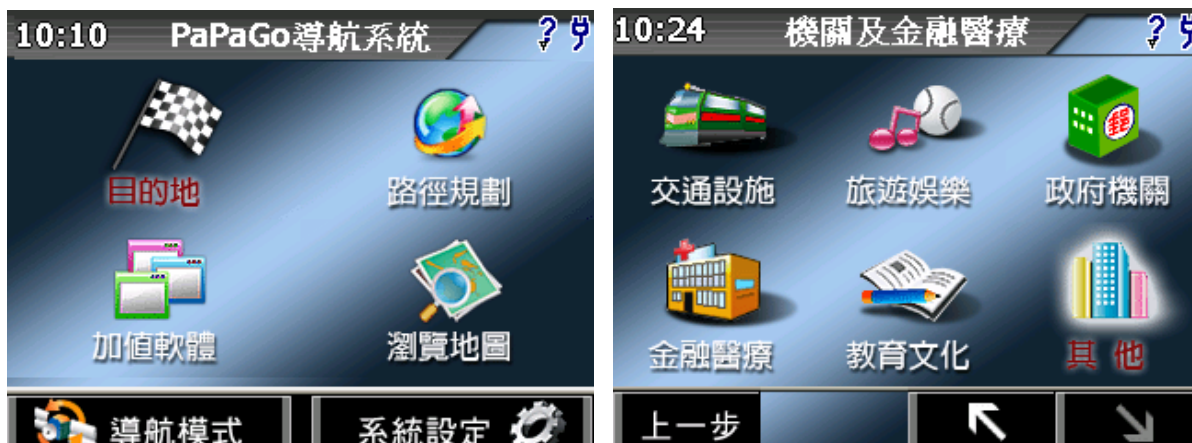 10:10 PaPaGo導航系統 ?
目的地 路徑規劃
加值軟體 瀏覽地圖
導航模式 系統設定
10:24 機關及金融醫療 ?
交通設施 旅遊娛樂 郵 政府機關
金融醫療 教育文化 其他
上一步